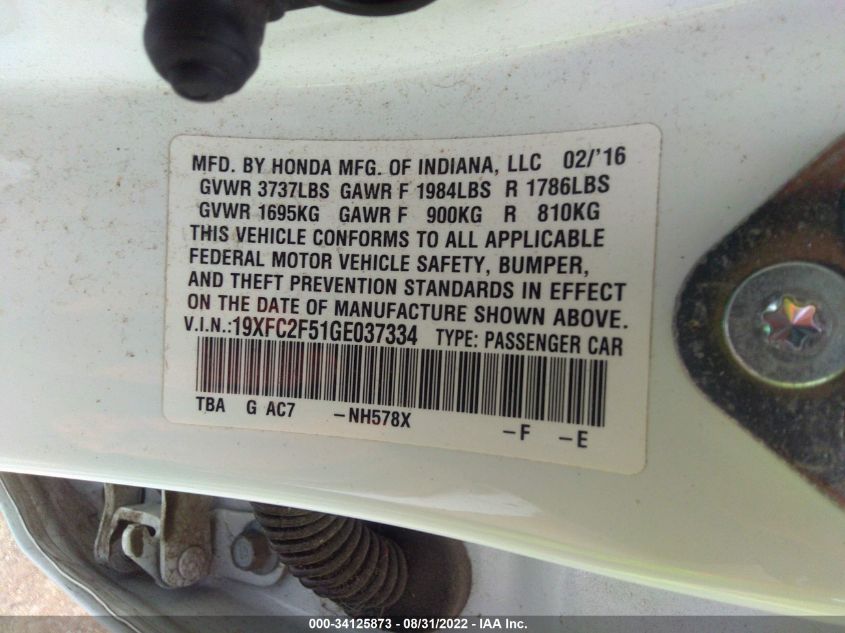 MFD. BY HONDA MFG. OF INDIANA, LLC 02/'16
GVWR 3737LBS GAWR F 1984LBS R 1786LBS
GVWR 1695KG GAWR F 900KG R 810KG
THIS VEHICLE CONFORMS TO ALL APPLICABLE
FEDERAL MOTOR VEHICLE SAFETY, BUMPER,
AND THEFT PREVENTION STANDARDS IN EFFECT
ON THE DATE OF MANUFACTURE SHOWN ABOVE.
V.I.N.:19XFC2F51GE037334 TYPE: PASSENGER CAR
TBA G AC7 -NH578X
-F -E
000-34125873 - 08/31/2022 - IAA Inc.